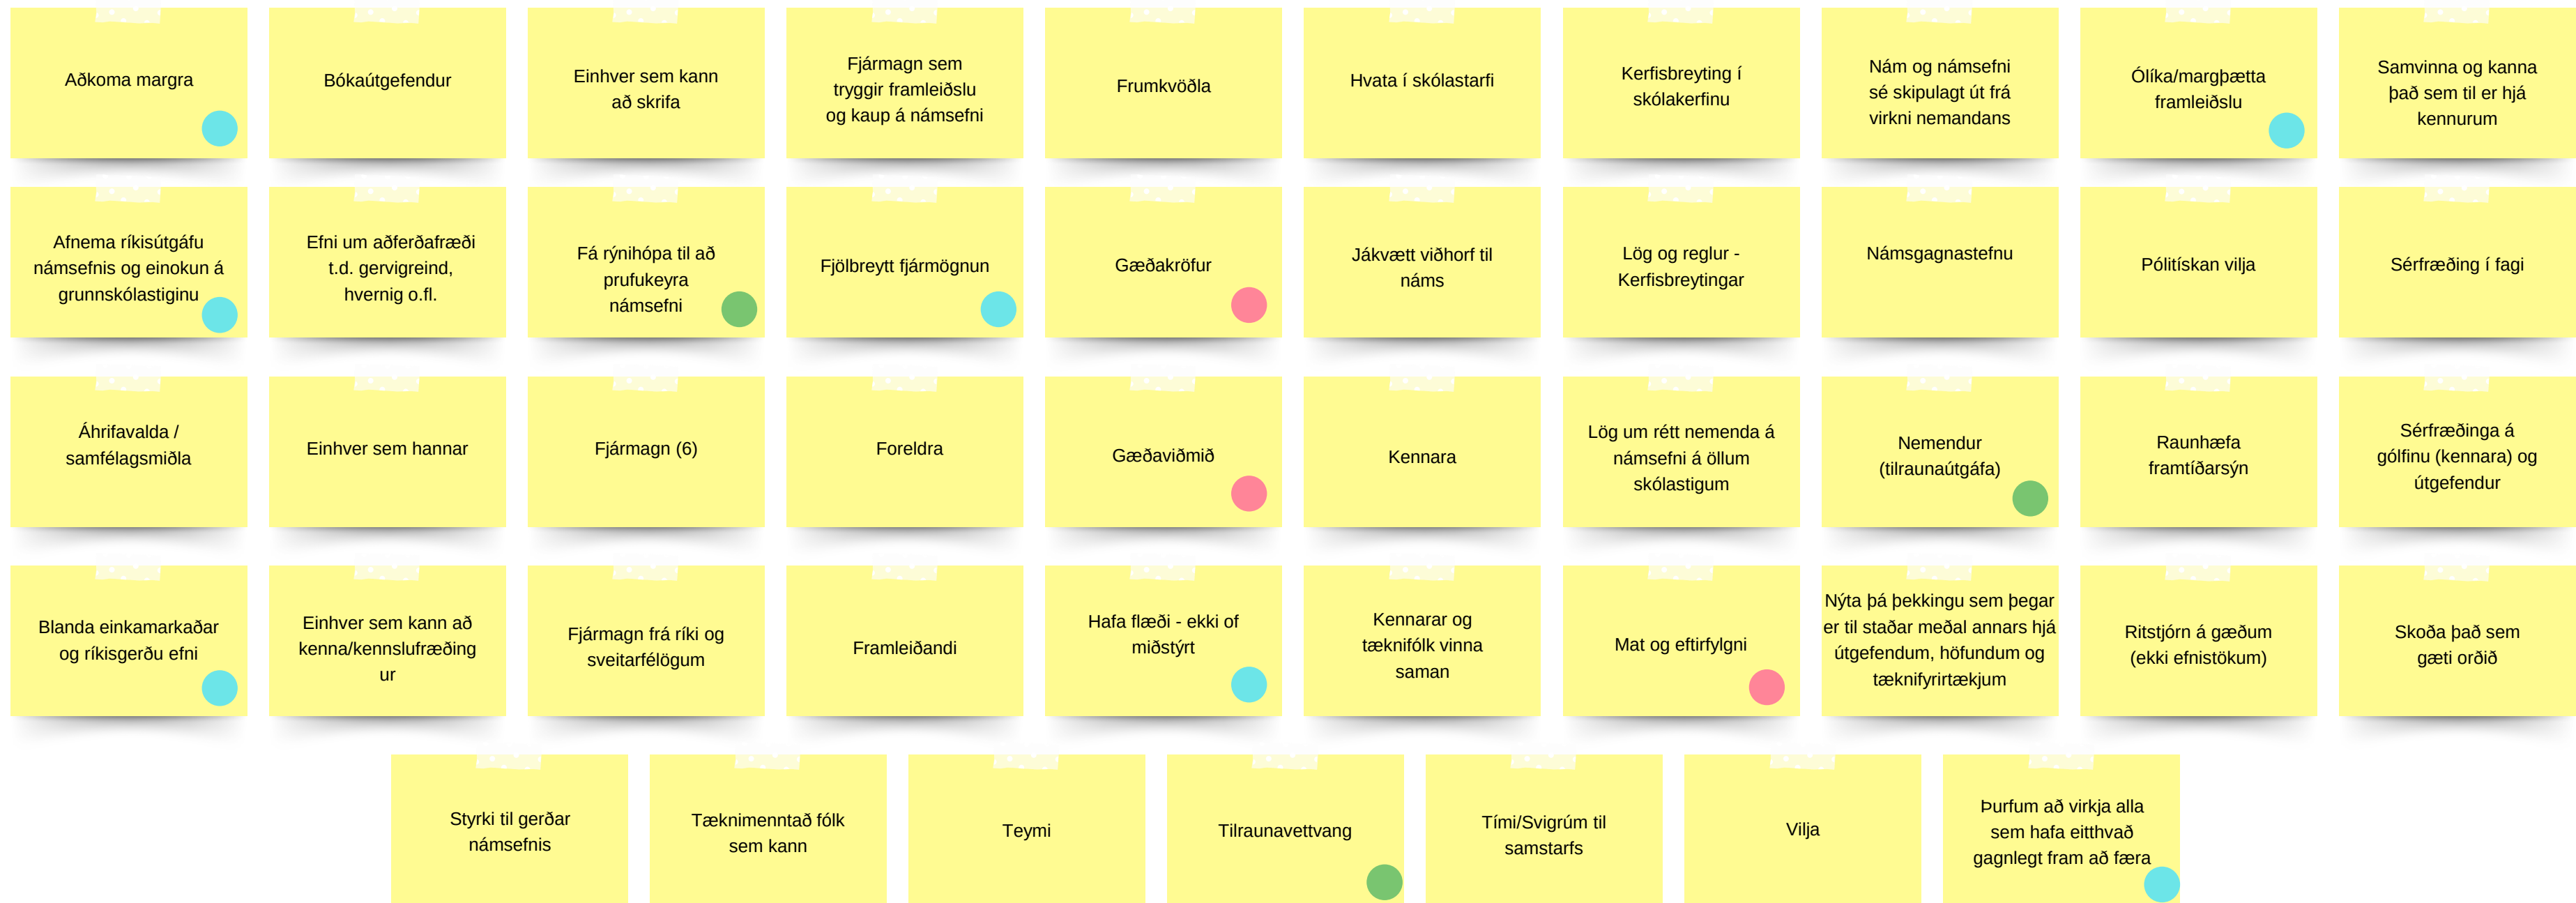 Aðkoma margra
Bókaútgefendur
Einhver sem kann
að skrifa
Fjármagn sem
tryggir framleiðslu
og kaup á námsefni
Frumkvöðla
Hvata í skólastarfi
Kerfisbreyting í
skólakerfinu
Nám og námsefni
sé skipulagt út frá
virkni nemandans
Ólíka/margþætta
framleiðslu
Samvinna og kanna
það sem til er hjá
kennurum
Afnema ríkisútgáfu
námsefnis og einokun á
grunnskólastiginu
Efni um aðferðafræði
t.d. gervigreind,
hvernig o.fl.
Fá rýnihópa til að
prufukeyra
námsefni
Fjölbreytt fjármögnun
Gæðakröfur
Jákvætt viðhorf til
náms
Lög og reglur -
Kerfisbreytingar
Námsgagnastefnu
Pólitískan vilja
Sérfræðing í fagi
Áhrifavalda /
samfélagsmiðla
Einhver sem hannar
Fjármagn (6)
Foreldra
Gæðaviðmið
Kennara
Lög um rétt nemenda á
námsefni á öllum
skólastigum
Nemendur
(tilraunaútgáfa)
Raunhæfa
framtíðarsýn
Sérfræðinga á
gólfinu (kennara) og
útgefendur
Blanda einkamarkaðar
og ríkisgerðu efni
Einhver sem kann að
kenna/kennslufræðing
ur
Fjármagn frá ríki og
sveitarfélögum
Framleiðandi
Hafa flæði - ekki of
miðstýrt
Kennarar og
tæknifólk vinna
saman
Mat og eftirfylgni
Nýta þá þekkingu sem þegar
er til staðar meðal annars hjá
útgefendum, höfundum og
tæknifyrirtækjum
Ritstjórn á gæðum
(ekki efnistökum)
Skoða það sem
gæti orðið
Styrki til gerðar
námsefnis
Tæknimenntað fólk
sem kann
Teymi
Tilraunavettvang
Tími/Svigrúm til
samstarfs
Vilja
Þurfum að virkja alla
sem hafa eitthvað
gagnlegt fram að færa